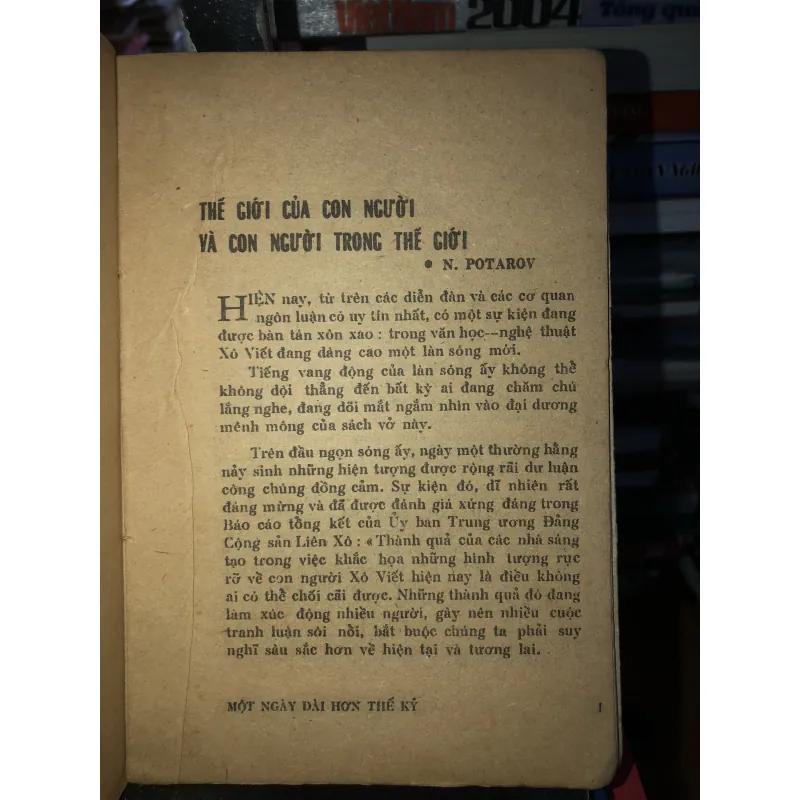 Việt Nam 2004
Tổng qua
THẾ GIỚI CỦA CON NGƯỜI
VÀ CON NGƯỜI TRONG THẾ GIỚI
• N. POTAROV
HIỆN nay, từ trên các diễn đàn và các cơ quan
ngôn luận có uy tín nhất, có một sự kiện đang
được bàn tán xôn xao : trong văn học--nghệ thuật
Xô Viết đang dâng cao một làn sóng mới.
Tiếng vang động của làn sóng ấy không thể
không dội thẳng đến bất kỳ ai đang chăm chú
lắng nghe, đang dõi mắt ngắm nhìn vào đại dương
mênh mông của sách vở này.
Trên đầu ngọn sóng ấy, ngày một thường hằng
nảy sinh những hiện tượng được rộng rãi dư luận
công chúng đồng cảm. Sự kiện đó, dĩ nhiên rất
đáng mừng và đã được đánh giá xứng đáng trong
Báo cáo tổng kết của Ủy ban Trung ương Đảng
Cộng sản Liên Xô : «Thành quả của các nhà sáng
tạo trong việc khắc họa những hình tượng rực
rỡ về con người Xô Viết hiện nay là điều không
ai có thể chối cãi được. Những thành quả đó đang
làm xúc động nhiều người, gây nên nhiều cuộc
tranh luận sôi nổi, bắt buộc chúng ta phải suy
nghĩ sâu sắc hơn về hiện tại và tương lai.
MỘT NGÀY DÀI HƠN THẾ KỶ
1